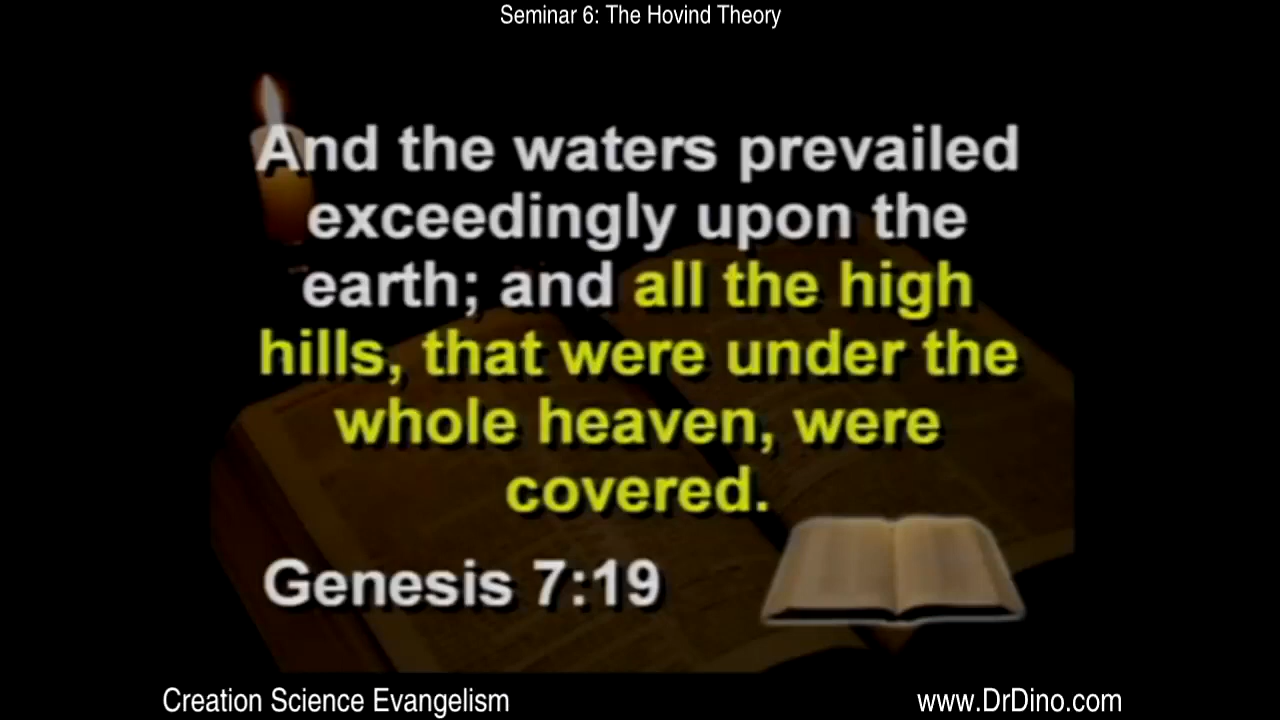 Seminar 6: The Hovind Theory
And the waters prevailed
exceedingly upon the
earth; and all the high
hills, that were under the
whole heaven, were
covered.
Genesis 7:19
Creation Science Evangelism
www.DrDino.com